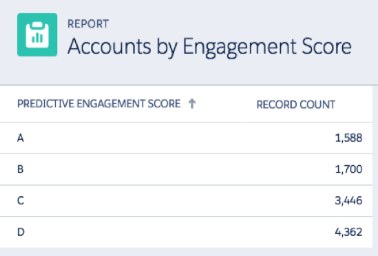 REPORT
Accounts by Engagement Score
PREDICTIVE ENGAGEMENT SCORE ↑ RECORD COUNT
A 1,588
B 1,700
C 3,446
D 4,362